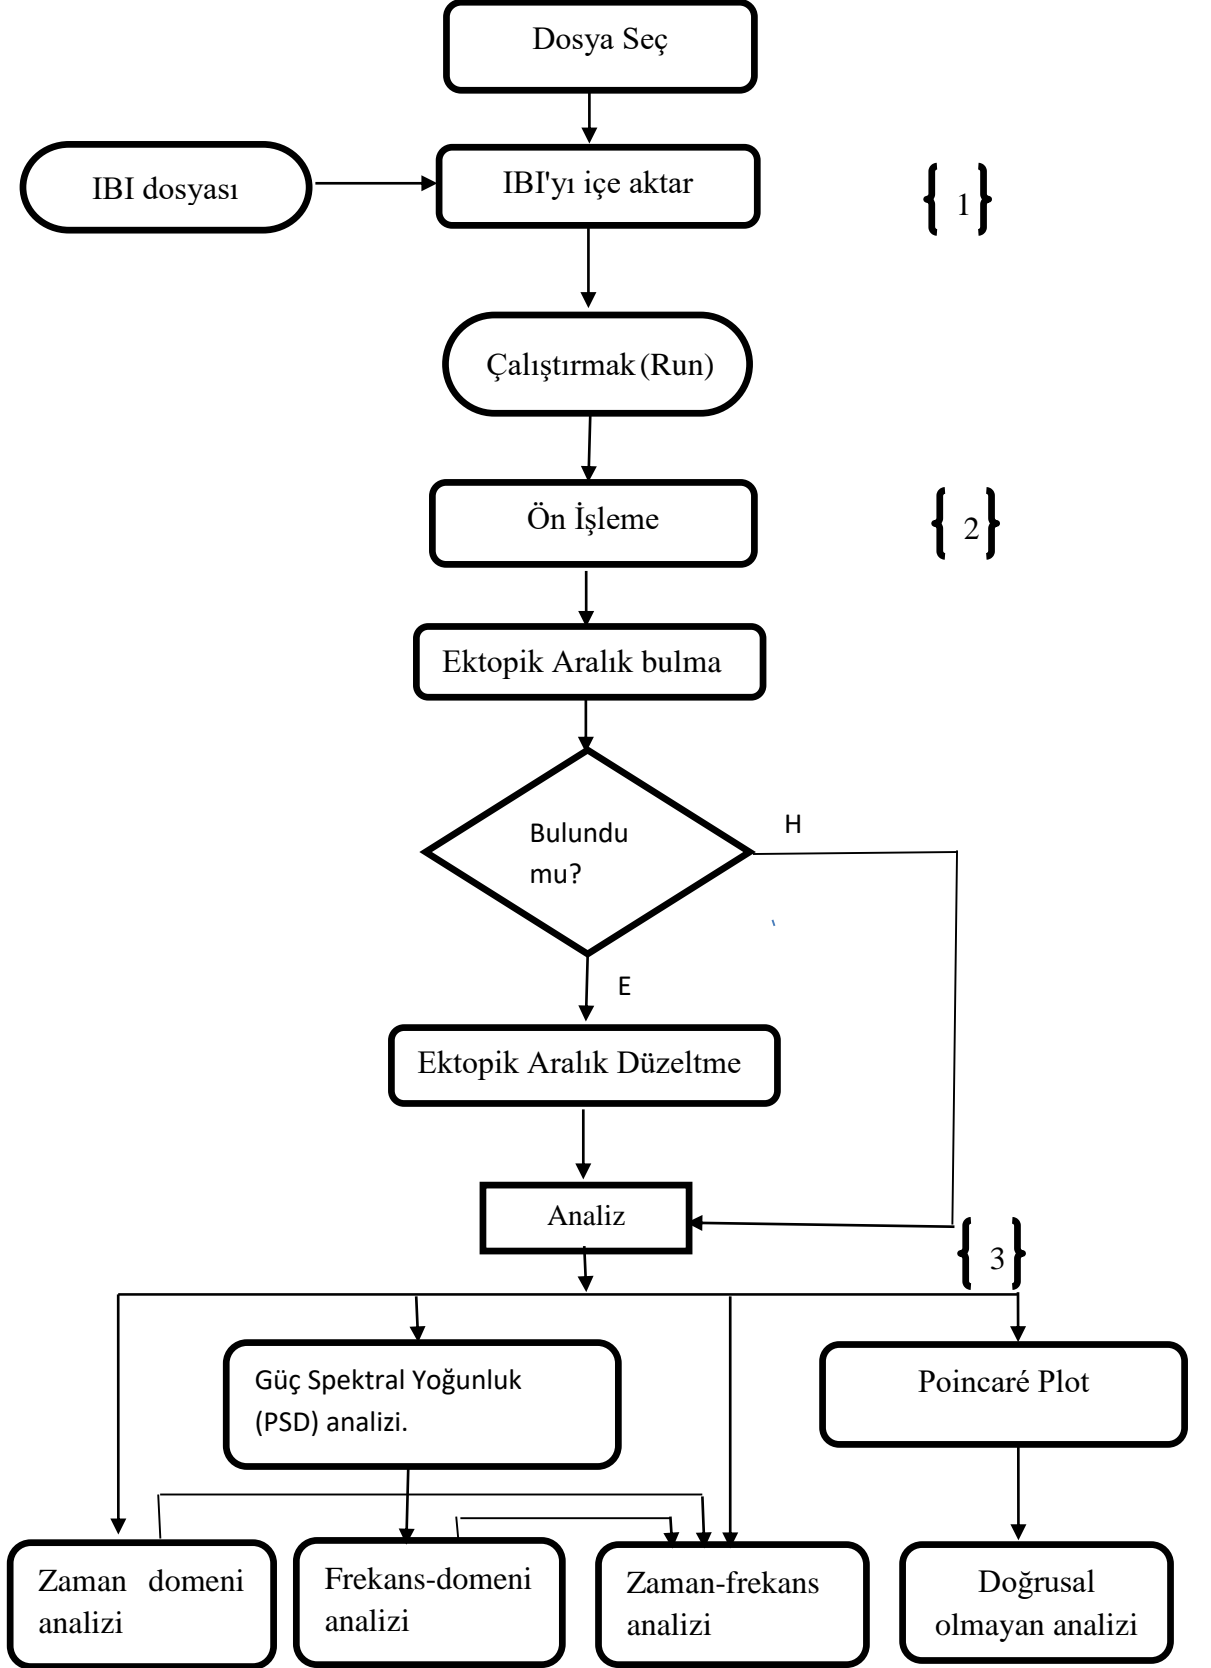 Dosya Seç
IBI dosyası
IBI'yı içe aktar
{ 1 }
Çalıştırmak (Run)
Ön İşleme
{ 2 }
Ektopik Aralık bulma
Bulundu
mu?
H
E
Ektopik Aralık Düzeltme
Analiz
{ 3 }
Güç Spektral Yoğunluk
(PSD) analizi.
Poincaré Plot
Zaman domeni
analizi
Frekans-domeni
analizi
Zaman-frekans
analizi
Doğrusal
olmayan analizi